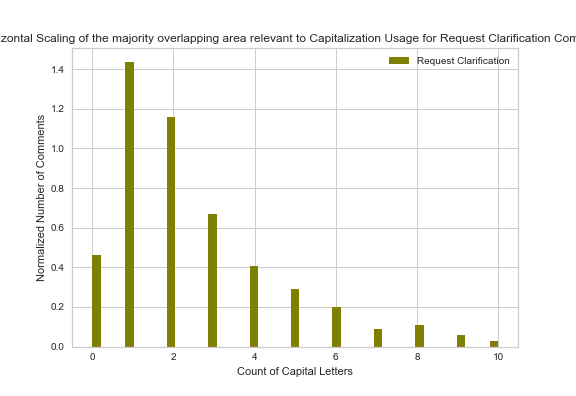 zontal Scaling of the majority overlapping area relevant to Capitalization Usage for Request Clarification Com
Request Clarification
1.4
1.2
1.0
0.8
0.6
0.4
0.2
0.0
Normalized Number of Comments
0 2 4 6 8 10
Count of Capital Letters